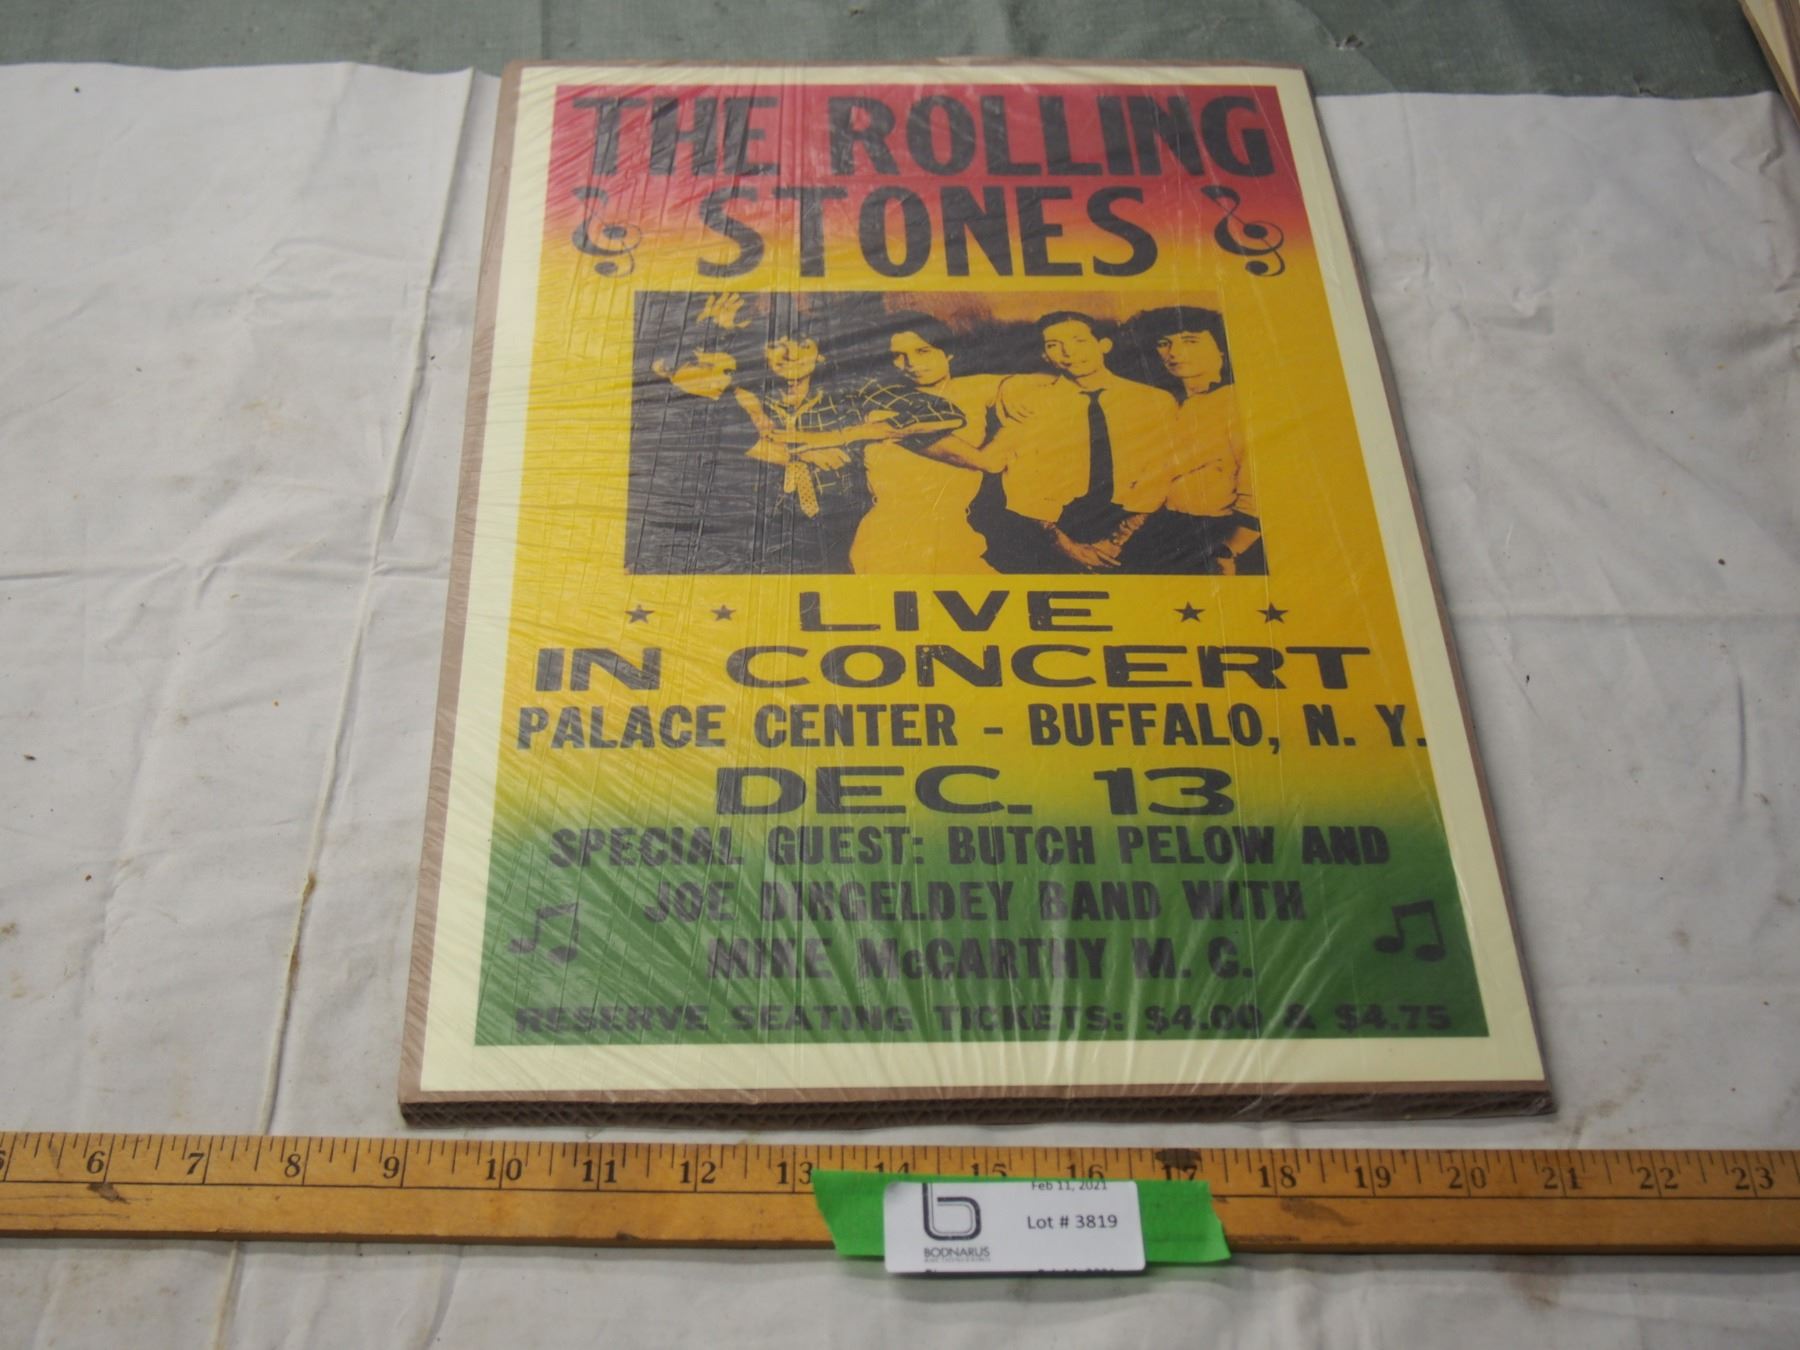 THE ROLLING
STONES
LIVE
IN CONCERT
PALACE CENTER - BUFFALO, N. Y.
DEC. 13
SPECIAL GUEST: BUTCH PELOW AND
JOE DINGELDEY BAND WITH
MIKE McCARTHY M. C.
RESERVE SEATING TICKETS: $4.00 & $4.75
6 7 8 9 10 11 12 13 14 15 16 17 18 19 20 21 22 23
Feb 11, 2021
Lot # 3819
b
BODNARUS